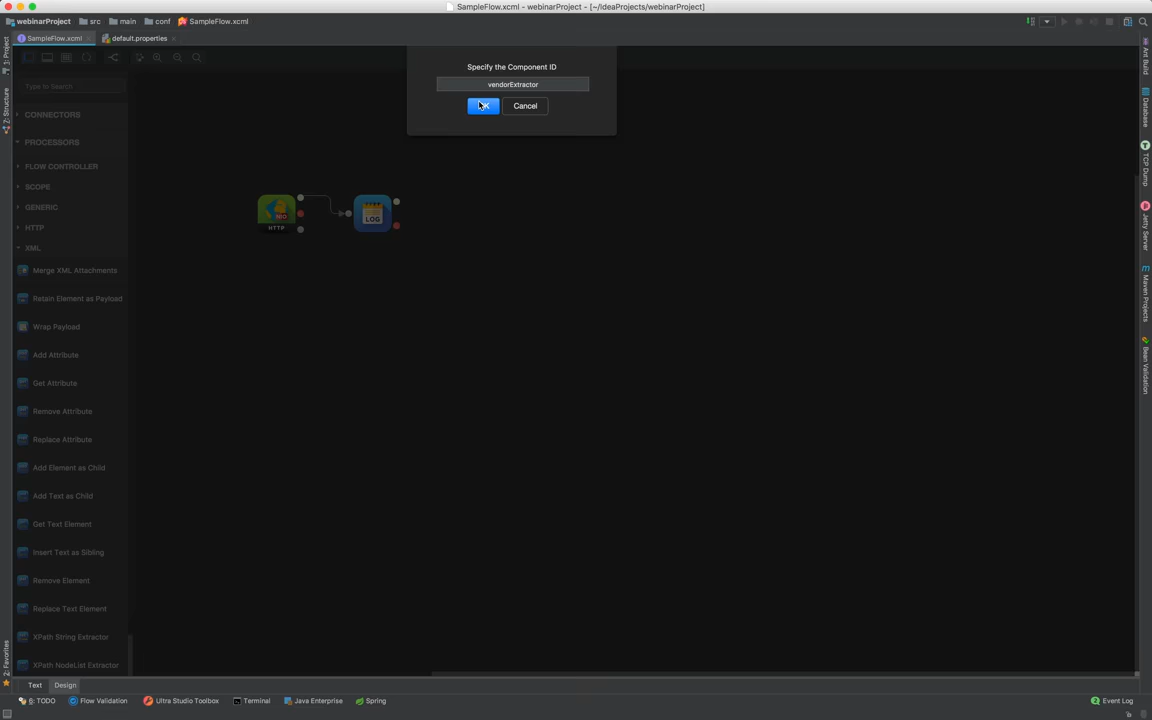 SampleFlow.xcml - webinarProject - [~/IdeaProjects/webinarProject]
webinarProject src main conf SampleFlow.xcml
SampleFlow.xcml default.properties
1: Project
Z: Structure
2: Favorites
Type to Search
CONNECTORS
PROCESSORS
FLOW CONTROLLER
SCOPE
GENERIC
HTTP
XML
Merge XML Attachments
Retain Element as Payload
Wrap Payload
Add Attribute
Get Attribute
Remove Attribute
Replace Attribute
Add Element as Child
Add Text as Child
Get Text Element
Insert Text as Sibling
Remove Element
Replace Text Element
XPath String Extractor
XPath NodeList Extractor
Specify the Component ID
vendorExtractor
Cancel
HTTP
LOG
Ant Build
Database
TCP Dump
Jetty Server
Maven Projects
Bean Validation
Text Design
6: TODO Flow Validation Ultra Studio Toolbox Terminal Java Enterprise Spring
2 Event Log